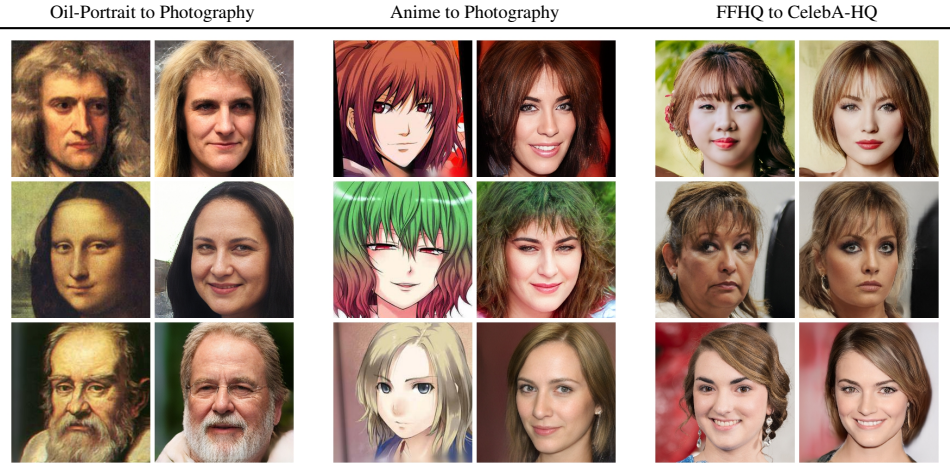 Oil-Portrait to Photography
Anime to Photography
FFHQ to CelebA-HQ